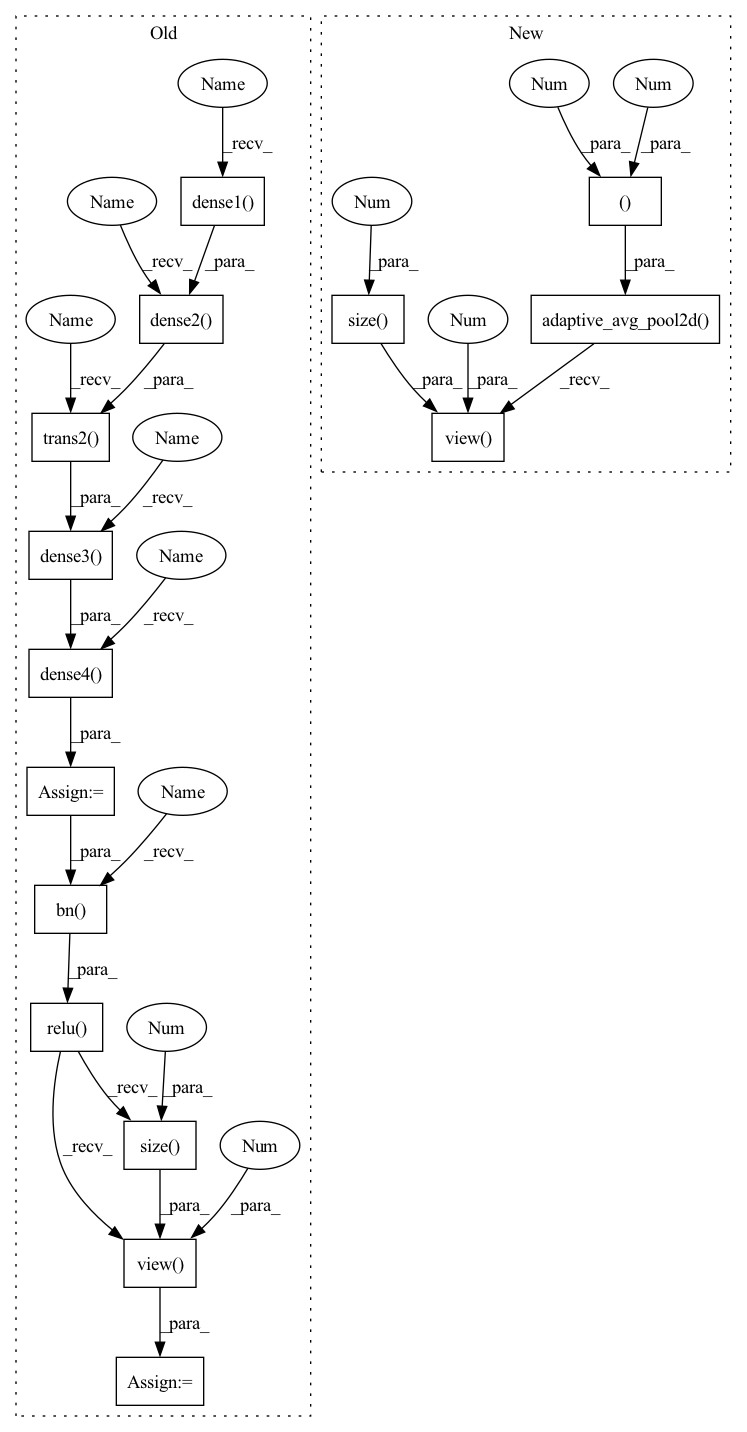 Old
New
Name
Num
Num
_recv_
_para_
_para_
Name
dense1()
Num
()
_recv_
_para_
_para_
_para_
Name
dense2()
size()
Num
adaptive_avg_pool2d()
_recv_
_para_
_para_
_para_
_recv_
trans2()
Name
view()
_para_
_recv_
dense3()
Name
_para_
_recv_
dense4()
_para_
Assign:=
Name
_para_
_recv_
bn()
_para_
relu()
Num
_recv_
_para_
_recv_
size()
Num
_para_
_para_
view()
_para_
Assign:=